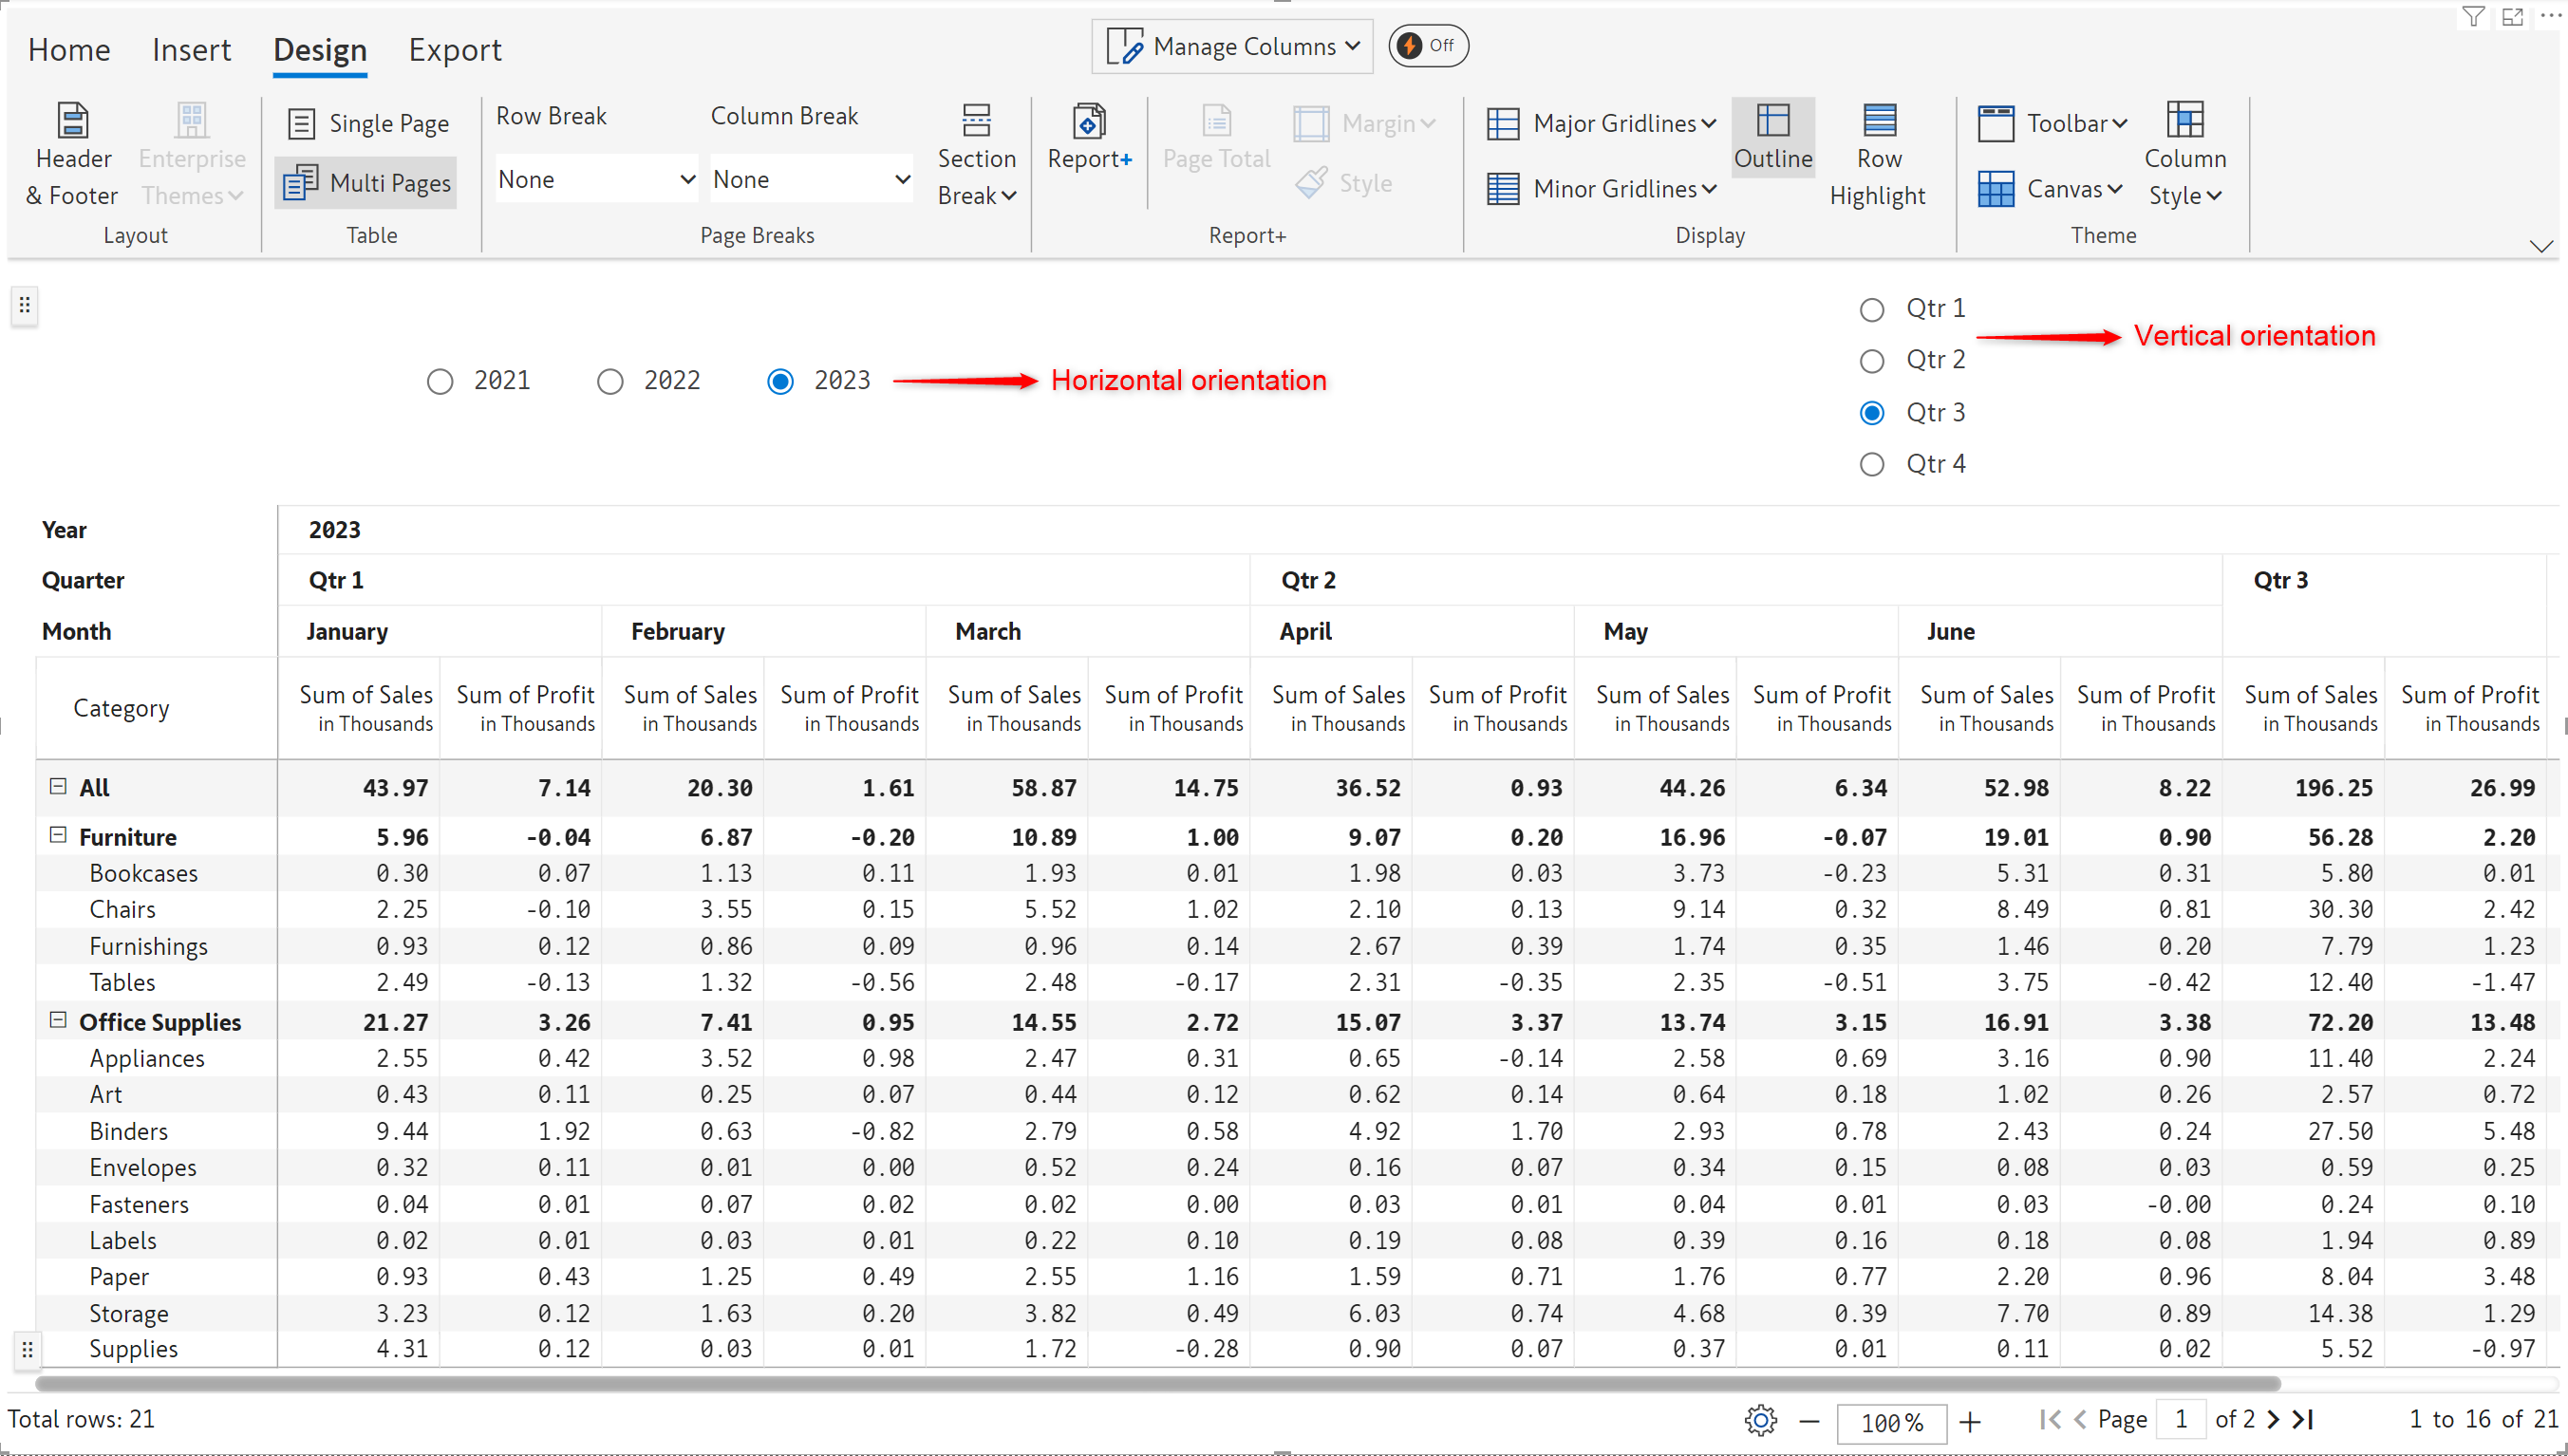 Home Insert Design Export Manage Columns Off
Header & Footer Enterprise Themes Single Page Multi Pages Row Break None Column Break None Section Break Report+ Page Total Margin Style Major Gridlines Minor Gridlines Outline Row Highlight Toolbar Canvas Column Style
Layout Table Page Breaks Report+ Display Theme
Qtr 1
Vertical orientation
Qtr 2
2021 2022 2023 Horizontal orientation
Qtr 3
Qtr 4
Year 2023
Quarter Qtr 1 Qtr 2 Qtr 3
Month January February March April May June
Category Sum of Sales Sum of Profit Sum of Sales Sum of Profit Sum of Sales Sum of Profit Sum of Sales Sum of Profit Sum of Sales Sum of Profit Sum of Sales Sum of Profit Sum of Sales Sum of Profit
in Thousands in Thousands in Thousands in Thousands in Thousands in Thousands in Thousands in Thousands in Thousands in Thousands in Thousands in Thousands in Thousands in Thousands
All 43.97 7.14 20.30 1.61 58.87 14.75 36.52 0.93 44.26 6.34 52.98 8.22 196.25 26.99
Furniture 5.96 -0.04 6.87 -0.20 10.89 1.00 9.07 0.20 16.96 -0.07 19.01 0.90 56.28 2.20
Bookcases 0.30 0.07 1.13 0.11 1.93 0.01 1.98 0.03 3.73 -0.23 5.31 0.31 5.80 0.01
Chairs 2.25 -0.10 3.55 0.15 5.52 1.02 2.10 0.13 9.14 0.32 8.49 0.81 30.30 2.42
Furnishings 0.93 0.12 0.86 0.09 0.96 0.14 2.67 0.39 1.74 0.35 1.46 0.20 7.79 1.23
Tables 2.49 -0.13 1.32 -0.56 2.48 -0.17 2.31 -0.35 2.35 -0.51 3.75 -0.42 12.40 -1.47
Office Supplies 21.27 3.26 7.41 0.95 14.55 2.72 15.07 3.37 13.74 3.15 16.91 3.38 72.20 13.48
Appliances 2.55 0.42 3.52 0.98 2.47 0.31 0.65 -0.14 2.58 0.69 3.16 0.90 11.40 2.24
Art 0.43 0.11 0.25 0.07 0.44 0.12 0.62 0.14 0.64 0.18 1.02 0.26 2.57 0.72
Binders 9.44 1.92 0.63 -0.82 2.79 0.58 4.92 1.70 2.93 0.78 2.43 0.24 27.50 5.48
Envelopes 0.32 0.11 0.01 0.00 0.52 0.24 0.16 0.07 0.34 0.15 0.08 0.03 0.59 0.25
Fasteners 0.04 0.01 0.07 0.02 0.02 0.00 0.03 0.01 0.04 0.01 0.03 -0.00 0.24 0.10
Labels 0.02 0.01 0.03 0.01 0.22 0.10 0.19 0.08 0.39 0.16 0.18 0.08 1.94 0.89
Paper 0.93 0.43 1.25 0.49 2.55 1.16 1.59 0.71 1.76 0.77 2.20 0.96 8.04 3.48
Storage 3.23 0.12 1.63 0.20 3.82 0.49 6.03 0.74 4.68 0.39 7.70 0.89 14.38 1.29
Supplies 4.31 0.12 0.03 0.01 1.72 -0.28 0.90 0.07 0.37 0.01 0.11 0.02 5.52 -0.97
Total rows: 21 100% Page 1 of 2 1 to 16 of 21